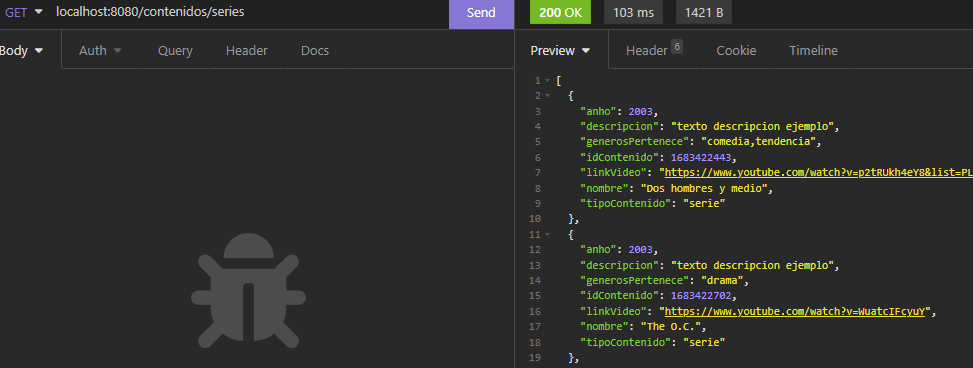 GET localhost:8080/contenidos/series Send 200 OK 103 ms 1421 B
Body Auth Query Header Docs Preview Header 6 Cookie Timeline
1 [
2 {
3 "anho": 2003,
4 "descripcion": "texto descripcion ejemplo",
5 "generosPertenece": "comedia,tendencia",
6 "idContenido": 1683422443,
7 "linkVideo": "https://www.youtube.com/watch?v=p2tRUkh4eY8&list=PL
8 "nombre": "Dos hombres y medio",
9 "tipoContenido": "serie"
10 },
11 {
12 "anho": 2003,
13 "descripcion": "texto descripcion ejemplo",
14 "generosPertenece": "drama",
15 "idContenido": 1683422702,
16 "linkVideo": "https://www.youtube.com/watch?v=WuatcIFcyuY",
17 "nombre": "The O.C.",
18 "tipoContenido": "serie"
19 },